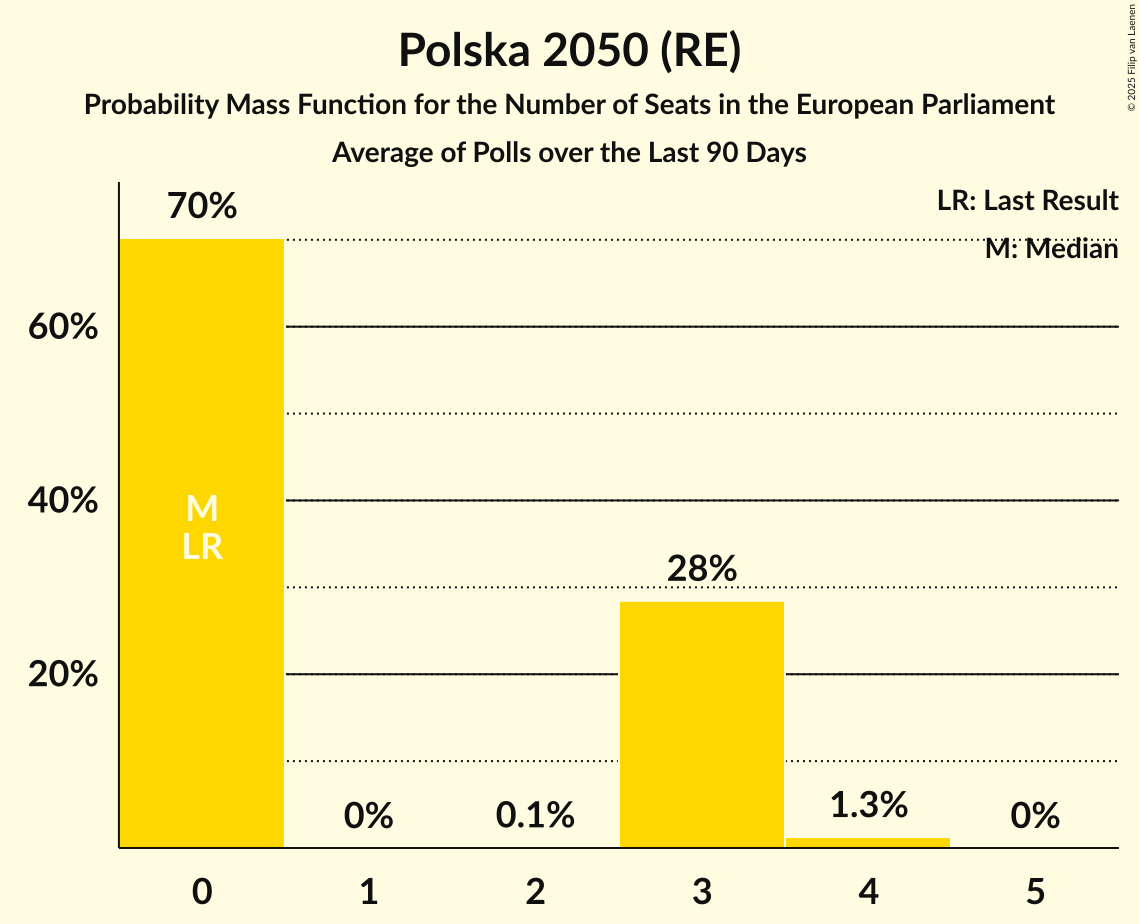 Polska 2050 (RE)
Probability Mass Function for the Number of Seats in the European Parliament
Average of Polls over the Last 90 Days
© 2025 Filip van Laenen
LR: Last Result
M: Median
70%
60%
40%
20%
M
LR
0%
0.1%
28%
1.3%
0%
0 1 2 3 4 5